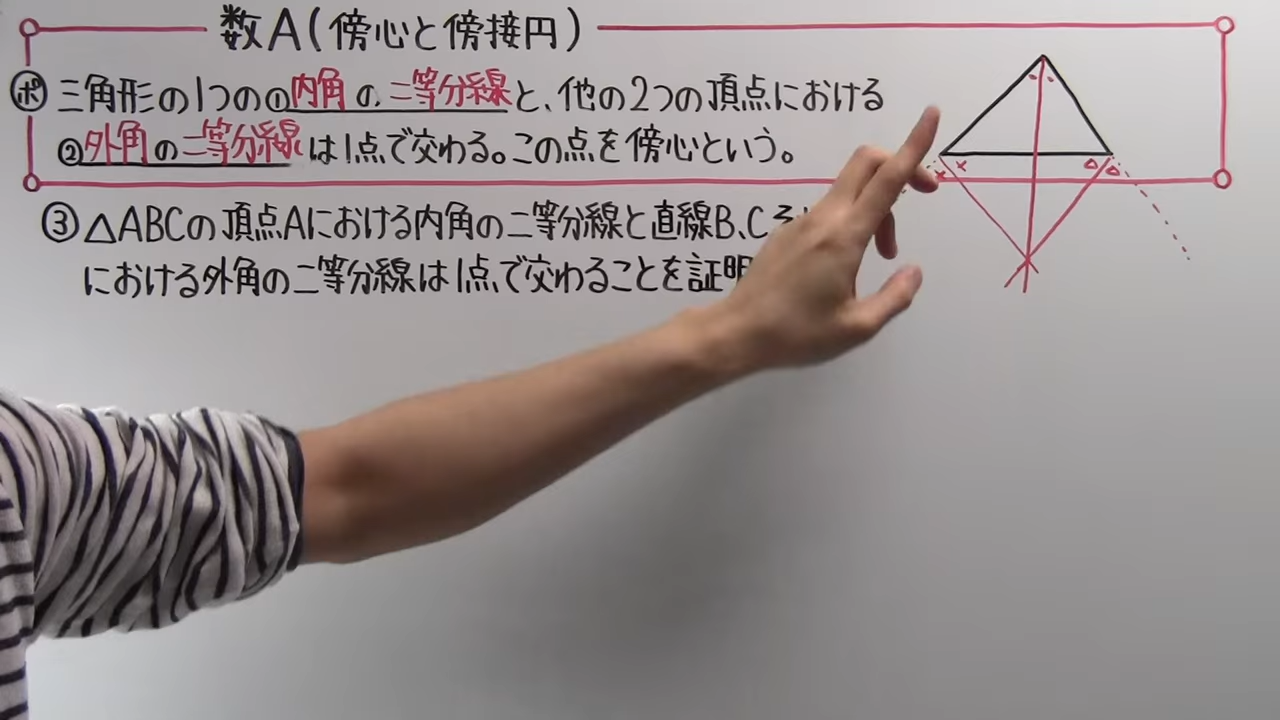 数A(傍心と傍接円)
ポ 三角形の1つの①内角の二等分線と、他の2つの頂点における
②外角の二等分線は1点で交わる。この点を傍心という。
③ △ABCの頂点Aにおける内角の二等分線と直線B、C
における外角の二等分線は1点で交わることを証明